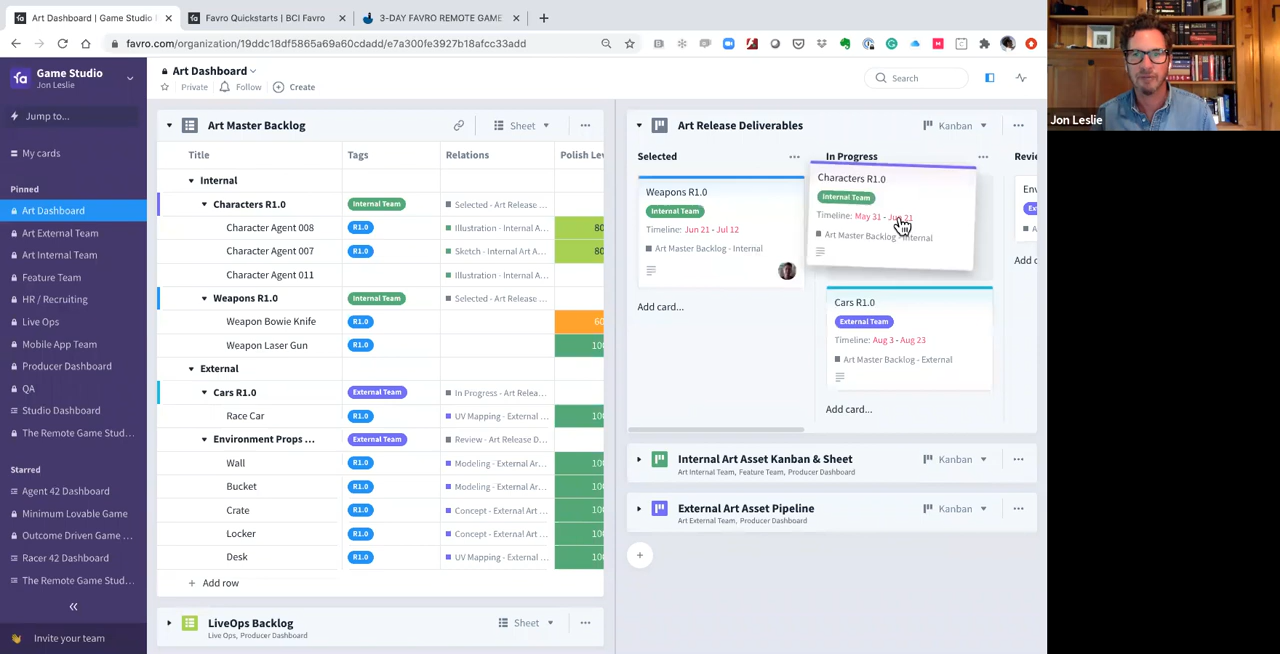 Art Dashboard | Game Studio
Favro Quickstarts | BCI Favro
3-DAY FAVRO REMOTE GAME
favro.com/organization/19ddc18df5865a69a60cdadd/e7a300fe3927b18afcc33add
Game Studio
Jon Leslie
Jump to...
My cards
Pinned
Art Dashboard
Art External Team
Art Internal Team
Feature Team
HR / Recruiting
Live Ops
Mobile App Team
Producer Dashboard
QA
Studio Dashboard
The Remote Game Stud...
Starred
Agent 42 Dashboard
Minimum Lovable Game
Outcome Driven Game ...
Racer 42 Dashboard
The Remote Game Stud...
«
Invite your team
Art Dashboard
Private
Follow
Create
Search
Art Master Backlog
Sheet
Title Tags Relations Polish Lev
Internal
Characters R1.0 Internal Team Selected - Art Release ...
Character Agent 008 R1.0 Illustration - Internal A... 80
Character Agent 007 R1.0 Sketch - Internal Art A... 80
Character Agent 011 Illustration - Internal A...
Weapons R1.0 Internal Team Selected - Art Release ...
Weapon Bowie Knife R1.0 60
Weapon Laser Gun R1.0 100
External
Cars R1.0 External Team In Progress - Art Relea...
Race Car R1.0 UV Mapping - External ... 100
Environment Props ... External Team Review - Art Release D...
Wall R1.0 Modeling - External Ar... 100
Bucket R1.0 Modeling - External Ar... 100
Crate R1.0 Concept - External Art ... 100
Locker R1.0 Concept - External Art ... 100
Desk R1.0 UV Mapping - External ... 100
+ Add row
LiveOps Backlog
Live Ops, Producer Dashboard
Sheet
Art Release Deliverables
Kanban
Selected
Weapons R1.0
Internal Team
Timeline: Jun 21 - Jul 12
Art Master Backlog - Internal
Add card...
In Progress
Characters R1.0
Internal Team
Timeline: May 31 - Jun 21
Art Master Backlog - Internal
Cars R1.0
External Team
Timeline: Aug 3 - Aug 23
Art Master Backlog - External
Add card...
Revie
Env
Ex
A
Add c
Internal Art Asset Kanban & Sheet
Art Internal Team, Feature Team, Producer Dashboard
Kanban
External Art Asset Pipeline
Art External Team, Producer Dashboard
Kanban
+
Jon Leslie